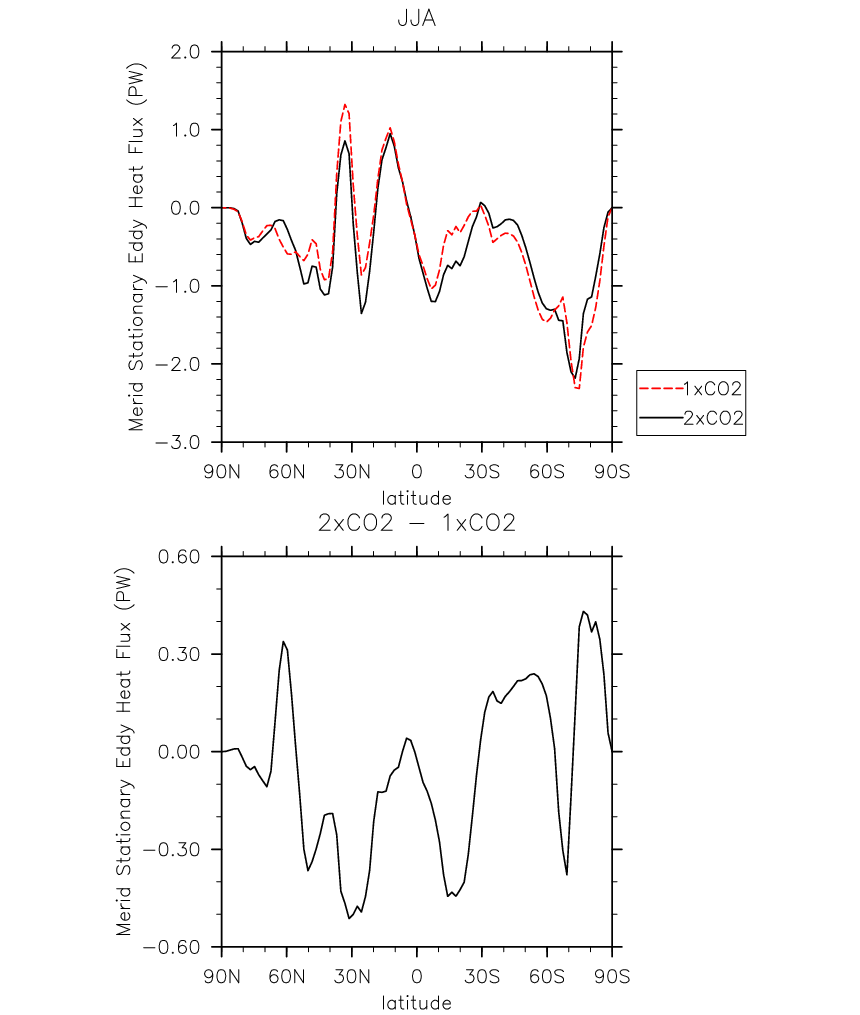 JJA
Merid Stationary Eddy Heat Flux (PW)
2.0
1.0
0.0
−1.0
−2.0
−3.0
90N 60N 30N 0 30S 60S 90S
latitude
1xCO2
2xCO2
2xCO2 − 1xCO2
Merid Stationary Eddy Heat Flux (PW)
0.60
0.30
0.00
−0.30
−0.60
90N 60N 30N 0 30S 60S 90S
latitude